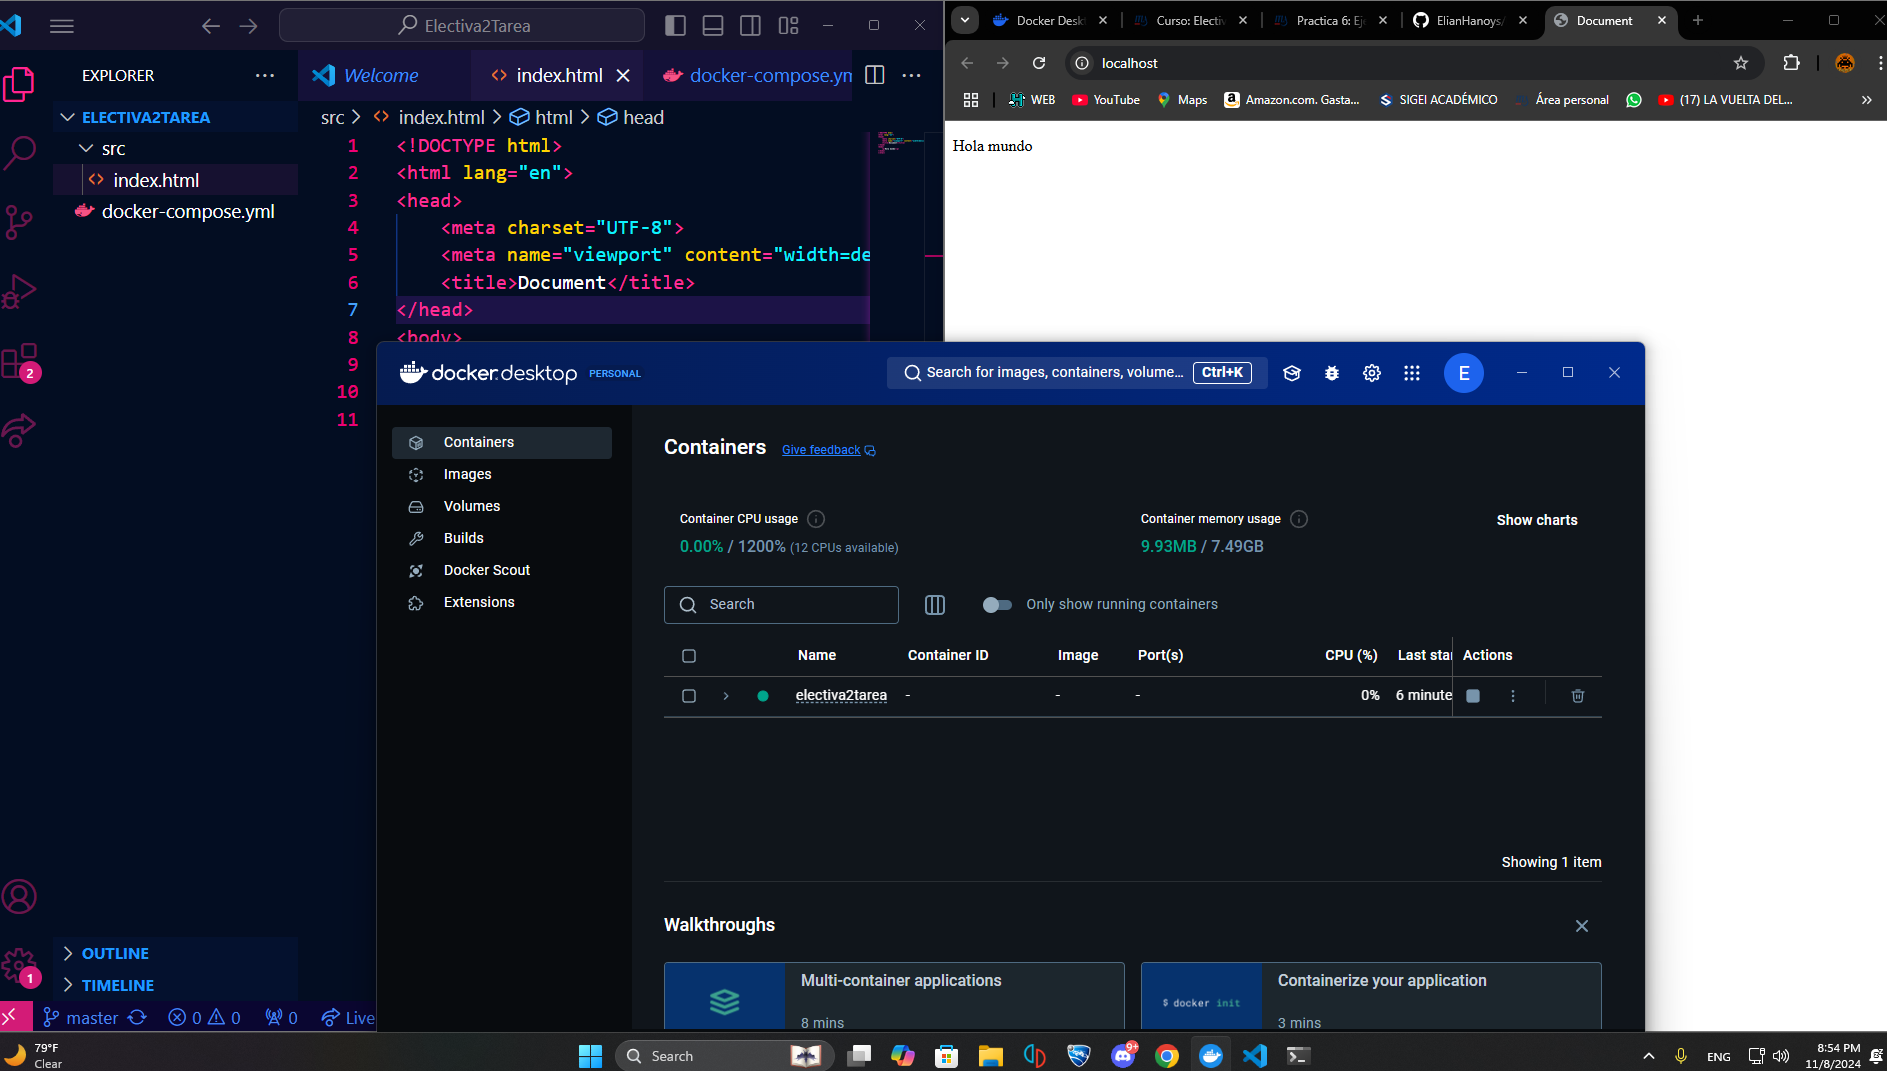 Electiva2Tarea
EXPLORER
Welcome
index.html
docker-compose.ym
ELECTIVA2TAREA
src
index.html
docker-compose.yml
src > index.html > html > head
1 <!DOCTYPE html>
2 <html lang="en">
3 <head>
4 <meta charset="UTF-8">
5 <meta name="viewport" content="width=de
6 <title>Document</title>
7 </head>
8 <body>
9
10
11
2
1
OUTLINE
TIMELINE
master 0 0 0 Live
Docker Desk
Curso: Electiv
Practica 6: Eje
ElianHanoys/
Document
localhost
WEB
YouTube
Maps
Amazon.com. Gasta...
SIGEI ACADÉMICO
Área personal
(17) LA VUELTA DEL...
Hola mundo
docker.desktop PERSONAL
Search for images, containers, volume... Ctrl+K
E
Containers
Images
Volumes
Builds
Docker Scout
Extensions
Containers Give feedback
Container CPU usage
0.00% / 1200% (12 CPUs available)
Container memory usage
9.93MB / 7.49GB
Show charts
Search
Only show running containers
Name Container ID Image Port(s) CPU (%) Last star Actions
electiva2tarea - - - 0% 6 minute
Showing 1 item
Walkthroughs
Multi-container applications
8 mins
$ docker init
Containerize your application
3 mins
79°F
Clear
Search
9+
ENG
8:54 PM
11/8/2024